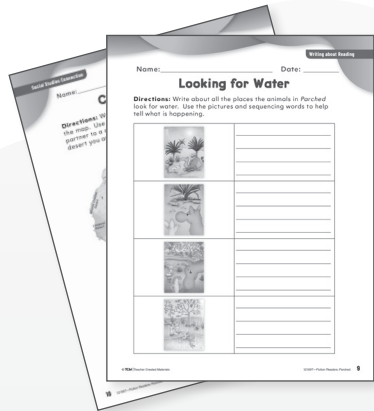 Writing about Reading
Name: Date:
Looking for Water
Directions: Write about all the places the animals in Parched
look for water. Use the pictures and sequencing words to help
tell what is happening.
© TCM | Teacher Created Materials
9
Social Studies Connection
Name:
C
Directions: W
the map. Use
partner to a
desert you a
10